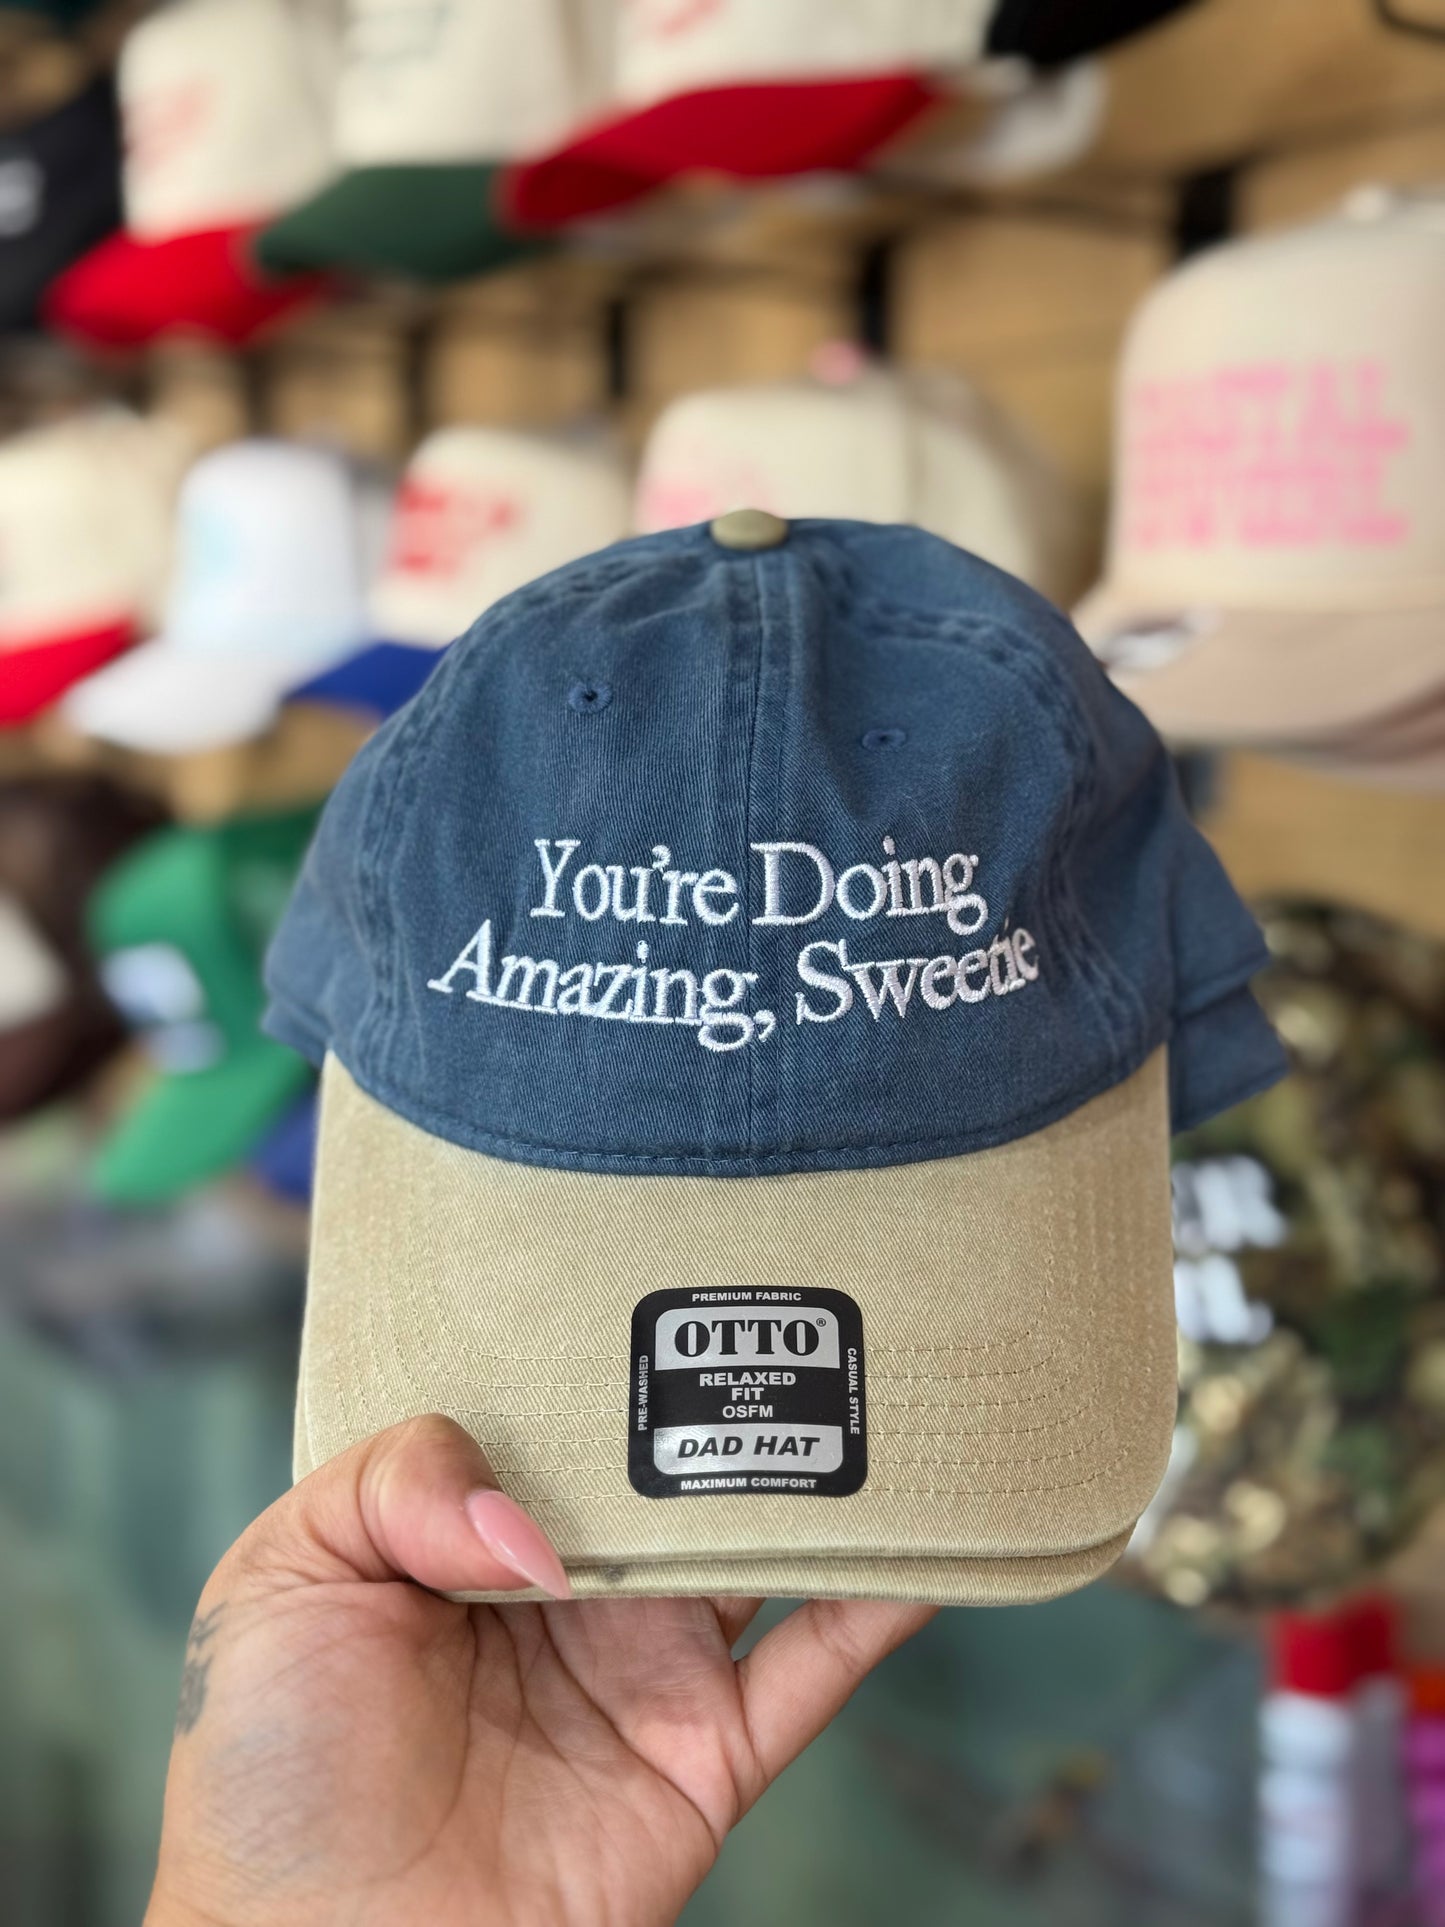 You're Doing
Amazing, Sweetie
PREMIUM FABRIC
OTTO®
RELAXED
FIT
OSFM
DAD HAT
MAXIMUM COMFORT
PRE-WASHED
CASUAL STYLE